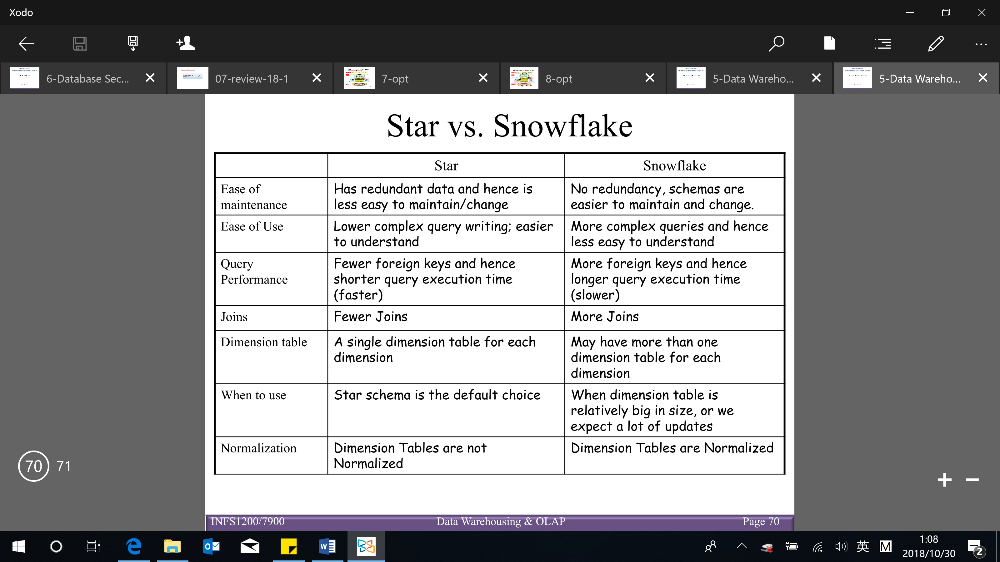 Xodo
6-Database Sec...
07-review-18-1
7-opt
8-opt
5-Data Wareho...
5-Data Wareho...
Star vs. Snowflake
Star
Snowflake
Ease of
maintenance
Has redundant data and hence is
less easy to maintain/change
No redundancy, schemas are
easier to maintain and change.
Ease of Use
Lower complex query writing; easier
to understand
More complex queries and hence
less easy to understand
Query
Performance
Fewer foreign keys and hence
shorter query execution time
(faster)
More foreign keys and hence
longer query execution time
(slower)
Joins
Fewer Joins
More Joins
Dimension table
A single dimension table for each
dimension
May have more than one
dimension table for each
dimension
When to use
Star schema is the default choice
When dimension table is
relatively big in size, or we
expect a lot of updates
Normalization
Dimension Tables are not
Normalized
Dimension Tables are Normalized
70 71
INFS1200/7900
Data Warehousing & OLAP
Page 70
英
M
1:08
2018/10/30
2